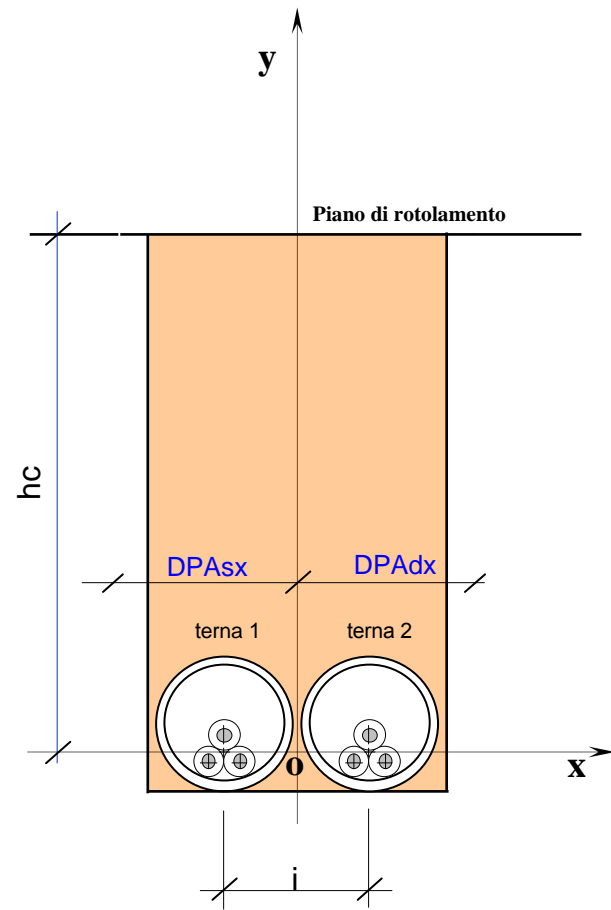 y
Piano di rotolamento
hc
DPAsx
DPAdx
terna 1
terna 2
o
x
i